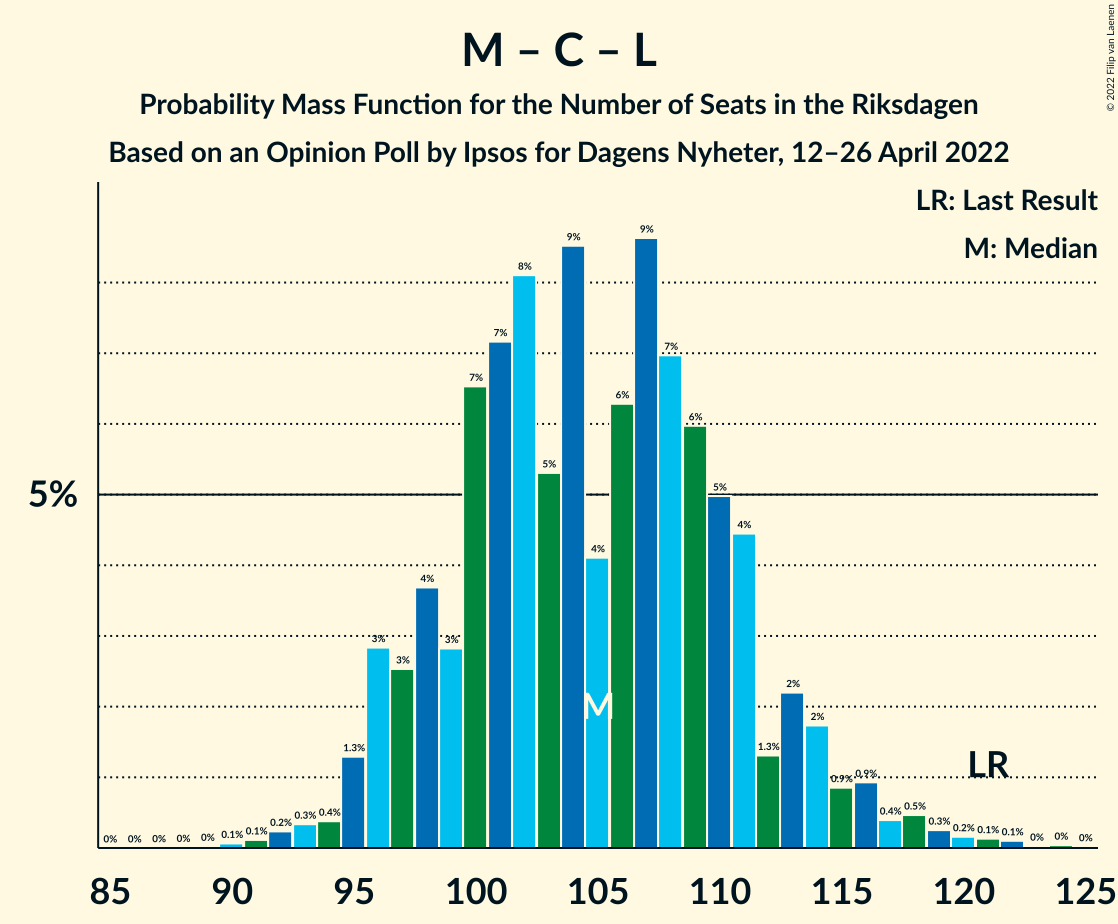 M – C – L
Probability Mass Function for the Number of Seats in the Riksdagen
Based on an Opinion Poll by Ipsos for Dagens Nyheter, 12–26 April 2022
© 2022 Filip van Laenen
LR: Last Result
M: Median
5%
0% 0% 0% 0% 0% 0.1% 0.1% 0.2% 0.3% 0.4% 1.3% 3% 3% 4% 3% 7% 7% 8% 5% 9% 4% 6% 9% 7% 6% 5% 4% 1.3% 2% 2% 0.9% 0.9% 0.4% 0.5% 0.3% 0.2% 0.1% 0.1% 0% 0% 0%
M
LR
85 90 95 100 105 110 115 120 125